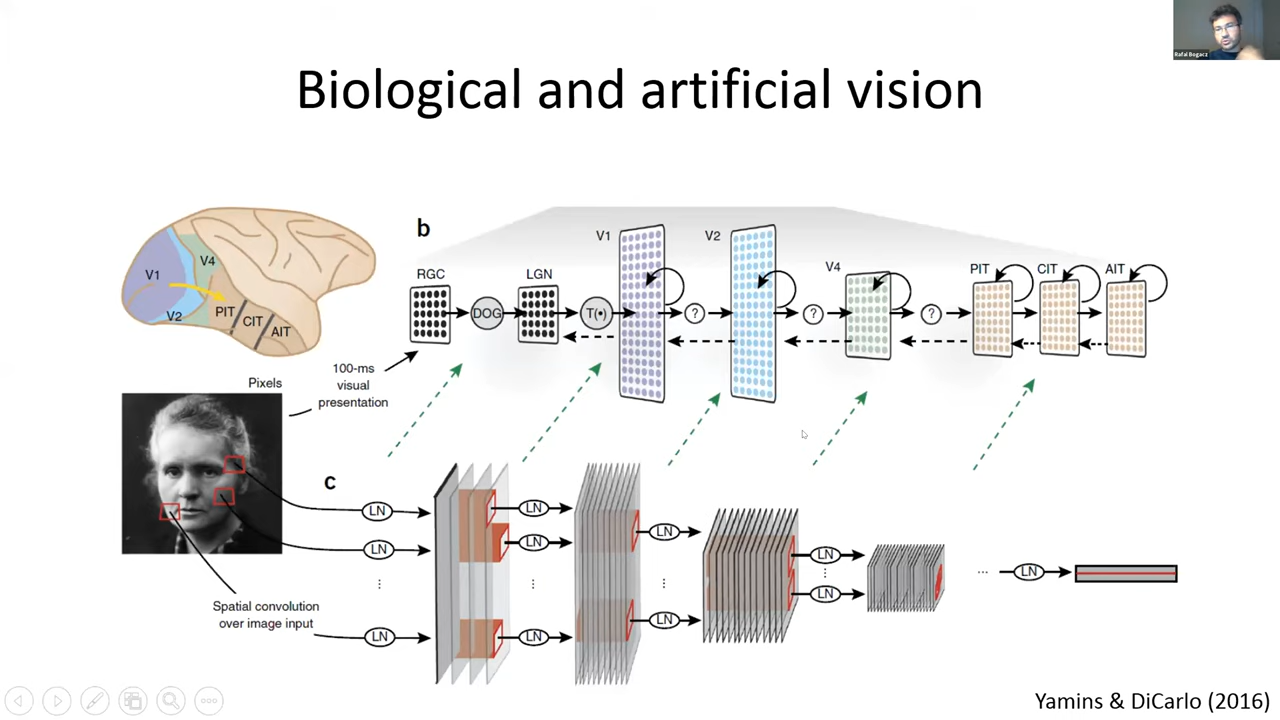 Rafal Bogacz
Biological and artificial vision
b
V1
V2
V4
RGC
LGN
PIT
CIT
AIT
DOG
T(•)
?
?
?
V1
V4
V2
PIT
CIT
AIT
100-ms
visual
presentation
Pixels
c
LN
LN
LN
LN
LN
LN
LN
LN
LN
LN
LN
...
Spatial convolution
over image input
Yamins & DiCarlo (2016)